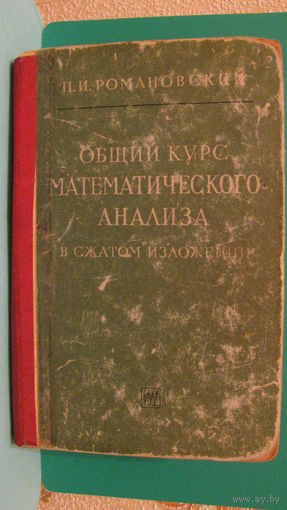 П.И.РОМАНОВСКИЙ
ОБЩИЙ КУРС
МАТЕМАТИЧЕСКОГО
АНАЛИЗА
В СЖАТОМ ИЗЛОЖЕНИИ
www.ay.by